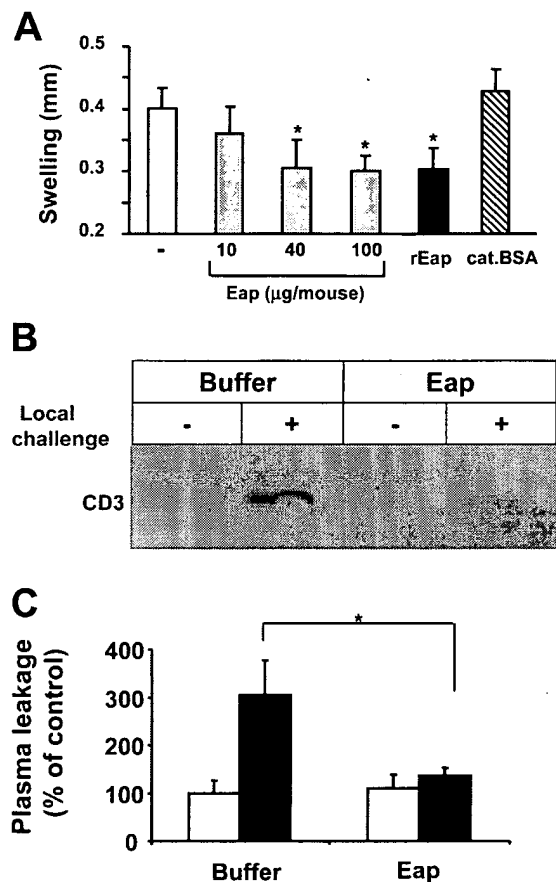 A
Swelling (mm)
0.5
0.4
0.3
0.2
* * *
- 10 40 100 rEap cat.BSA
Eap (µg/mouse)
B
Buffer Eap
Local challenge - + - +
CD3
C
Plasma leakage
(% of control)
*
400
300
200
100
0
Buffer Eap